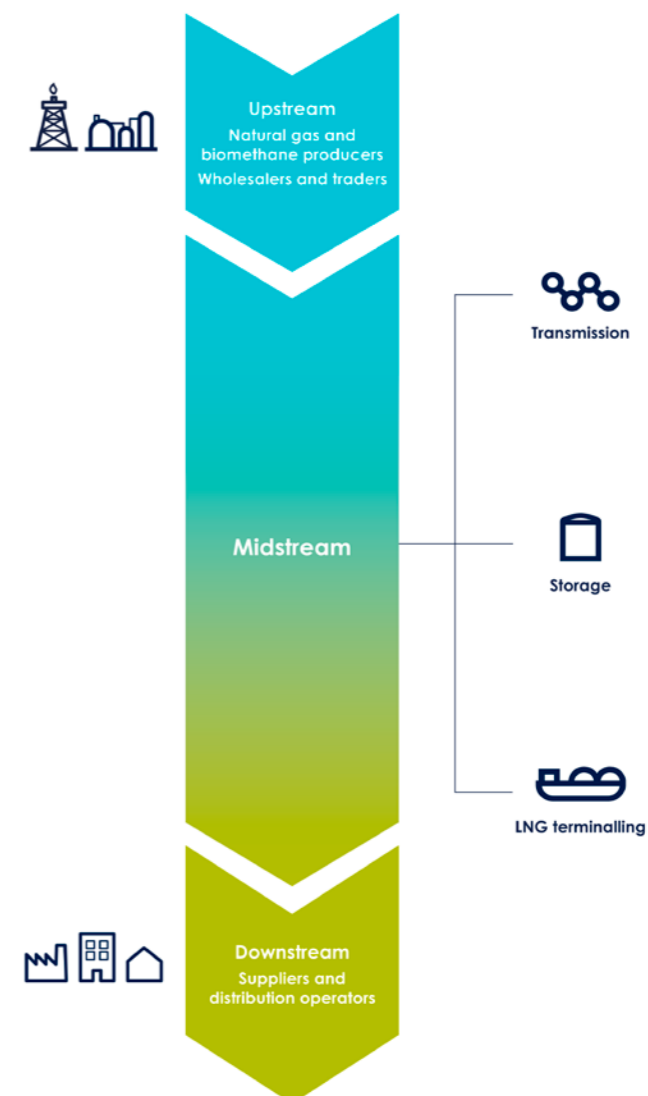 Upstream
Natural gas and
biomethane producers
Wholesalers and traders
Transmission
Midstream
Storage
LNG terminalling
Downstream
Suppliers and
distribution operators